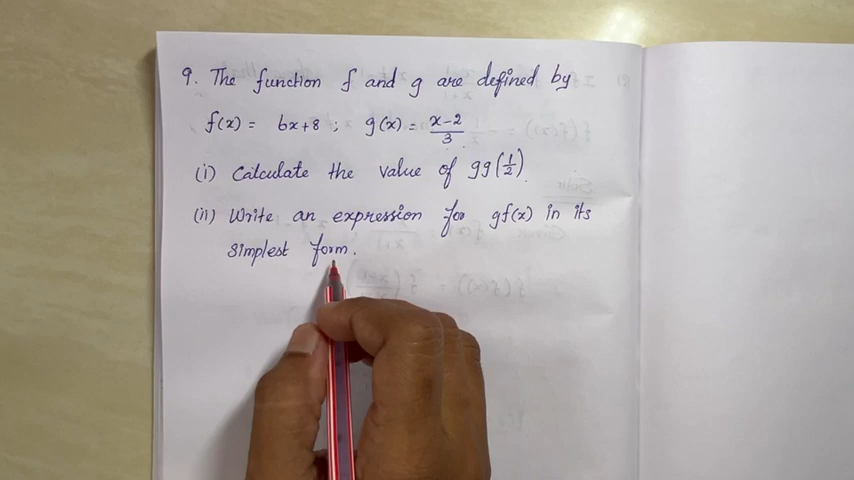 9. The function f and g are defined by
f(x) = 6x+8 ; g(x) = x-2/3.
(i) Calculate the value of gg(1/2).
(ii) Write an expression for gf(x) in its
simplest form.